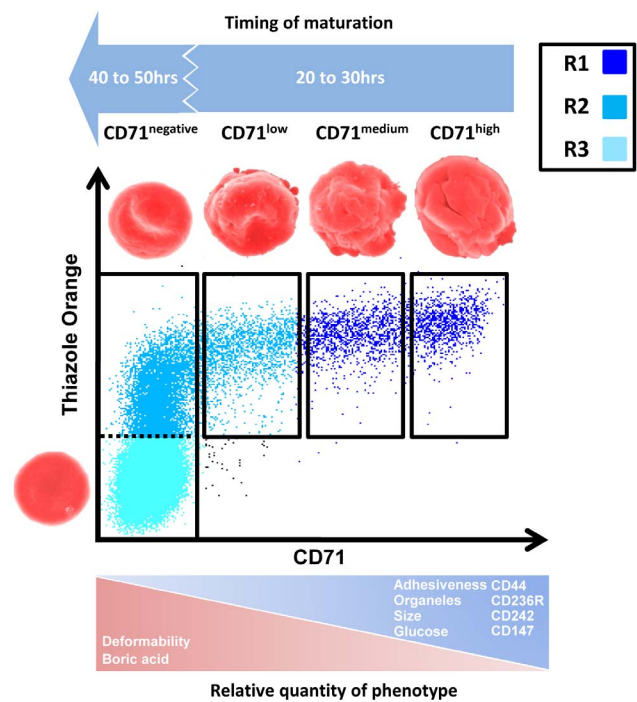 Timing of maturation
40 to 50hrs
20 to 30hrs
R1
R2
R3
CD71negative
CD71low
CD71medium
CD71high
Thiazole Orange
CD71
Adhesiveness CD44
Organeles CD236R
Size CD242
Glucose CD147
Deformability
Boric acid
Relative quantity of phenotype